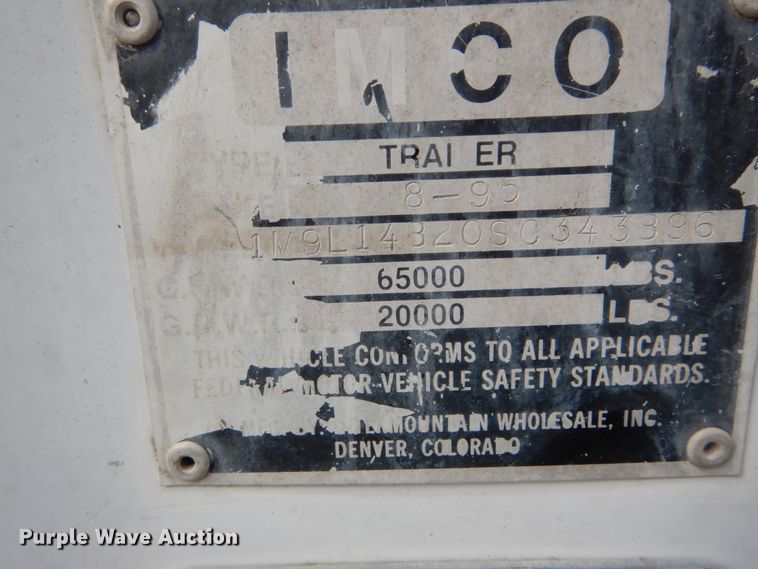 IMCO
TRAI ER
8-95
65000 LBS.
20000 LBS.
THIS VEHICLE CONFORMS TO ALL APPLICABLE
FEDERAL MOTOR VEHICLE SAFETY STANDARDS.
MOUNTAIN WHOLESALE, INC.
DENVER, COLORADO
Purple Wave Auction